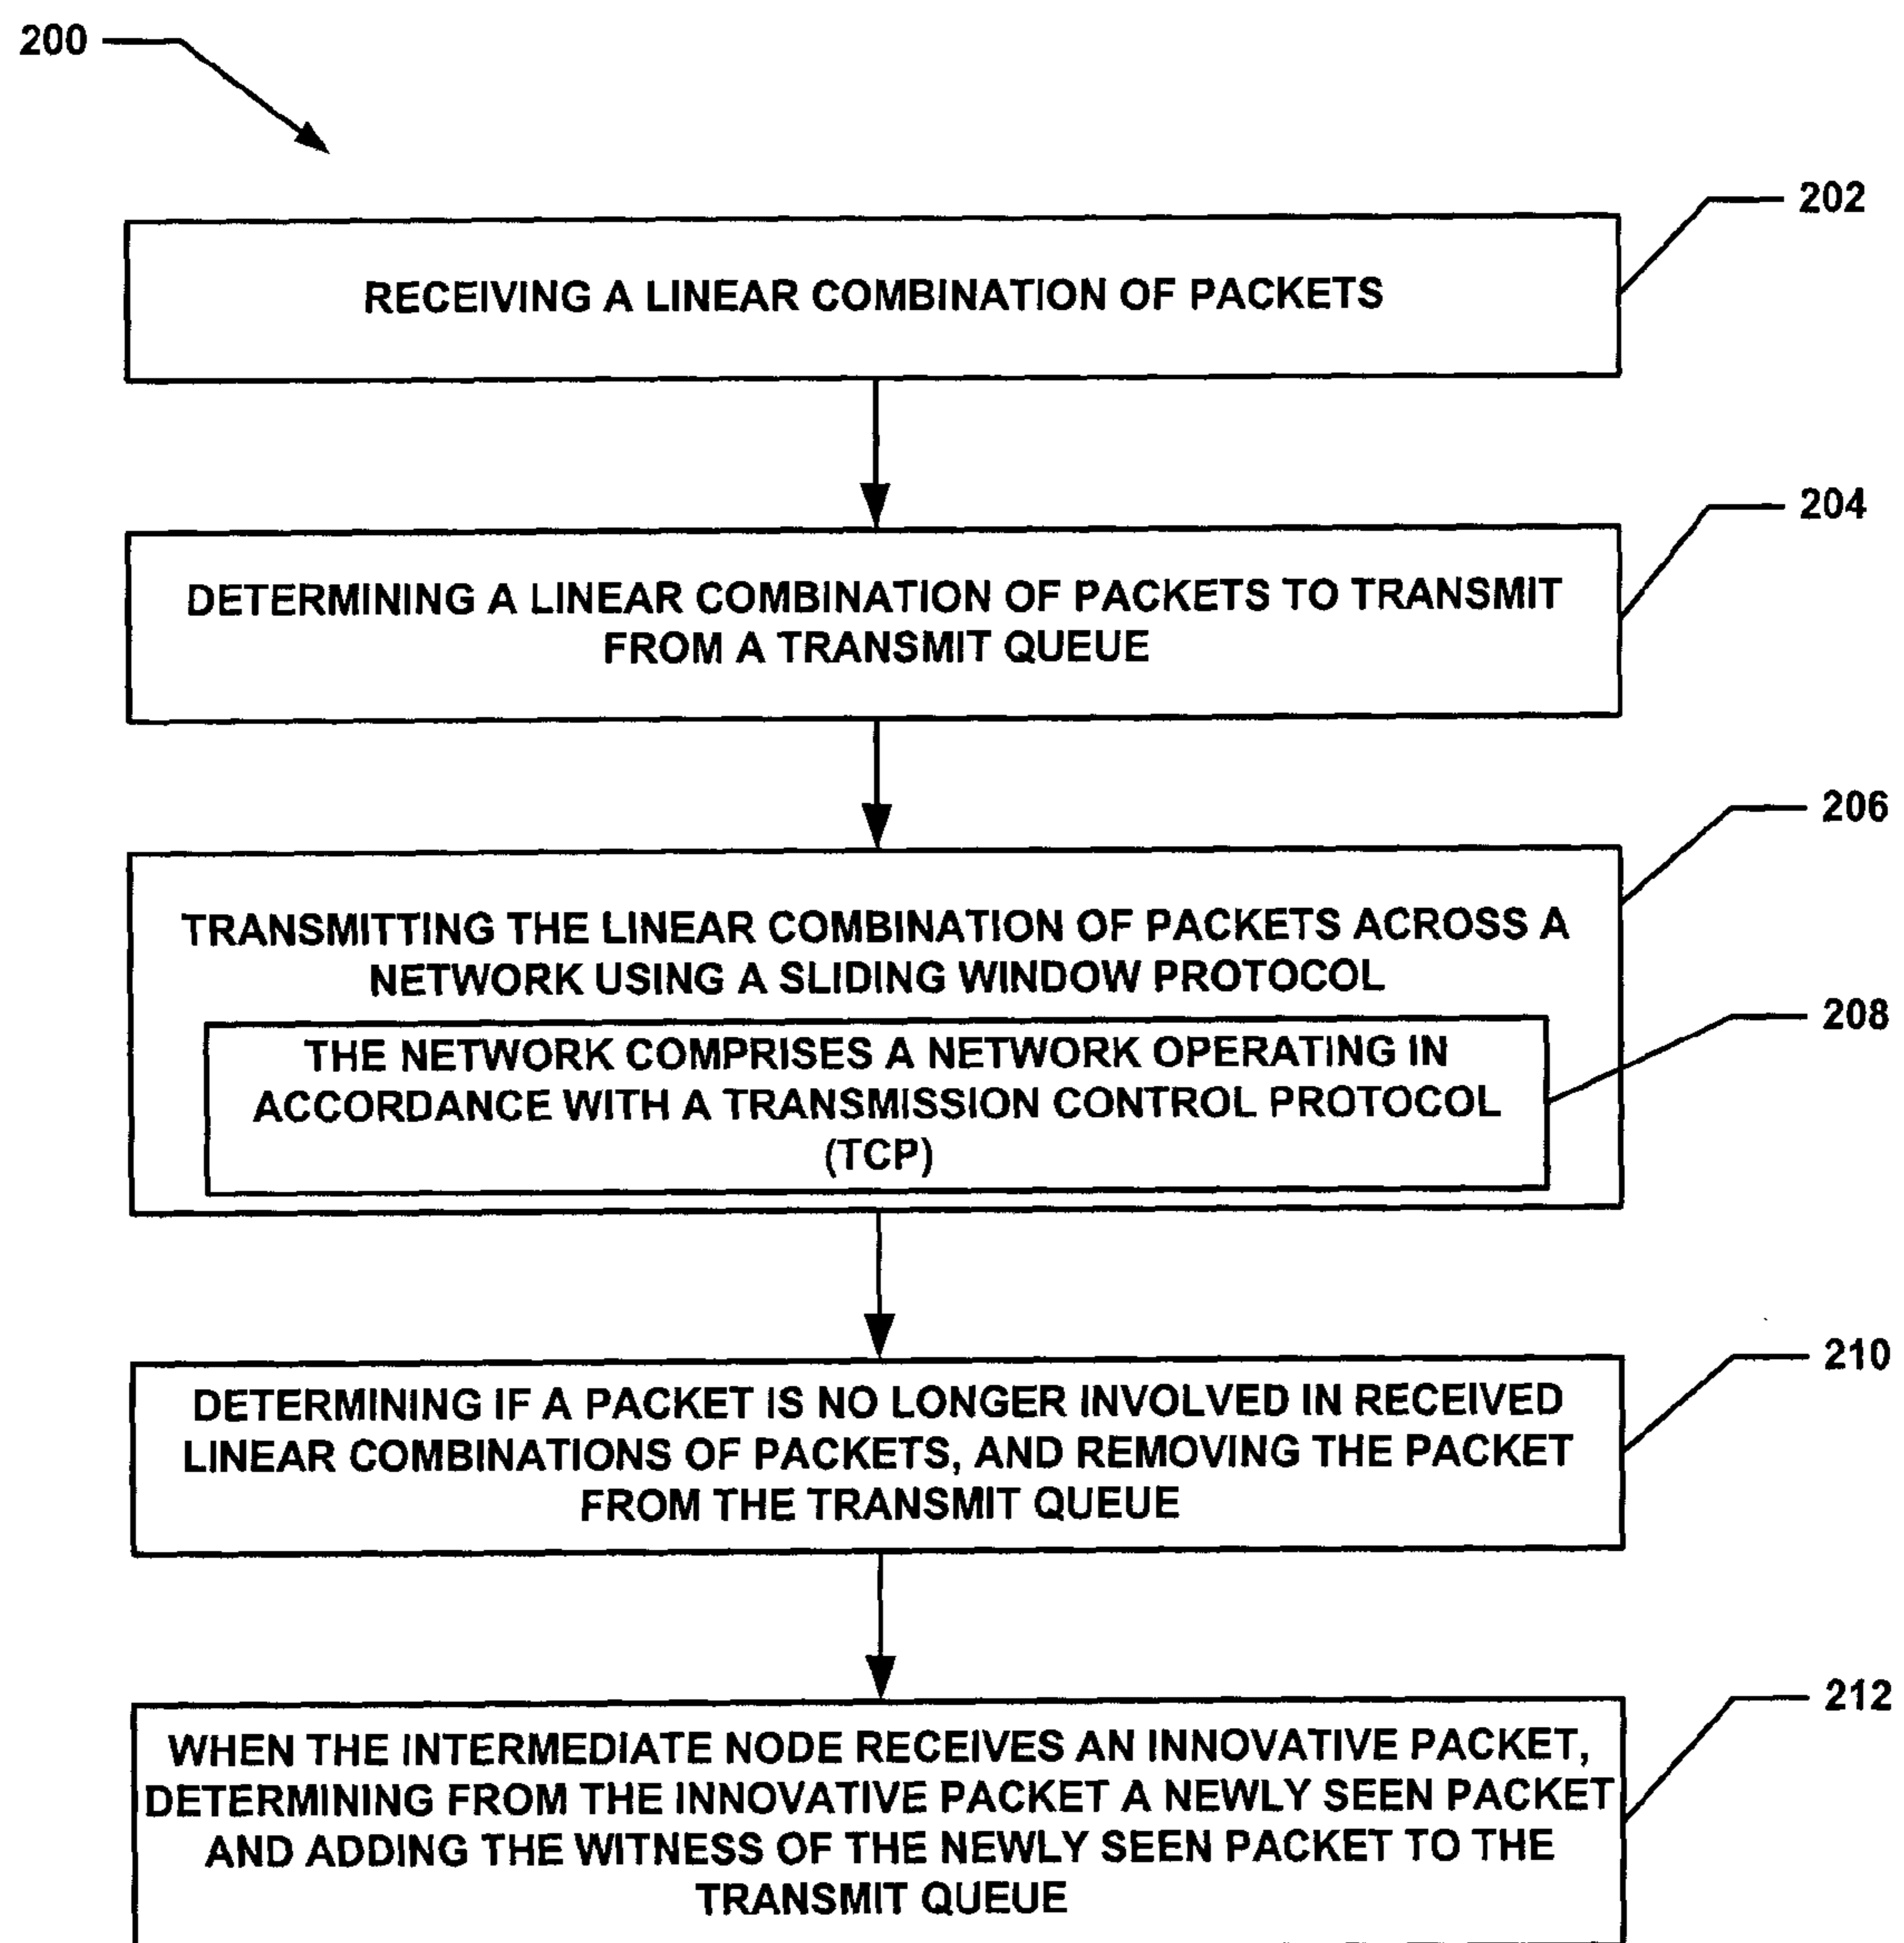 200
202
RECEIVING A LINEAR COMBINATION OF PACKETS
204
DETERMINING A LINEAR COMBINATION OF PACKETS TO TRANSMIT
FROM A TRANSMIT QUEUE
206
TRANSMITTING THE LINEAR COMBINATION OF PACKETS ACROSS A
NETWORK USING A SLIDING WINDOW PROTOCOL
208
THE NETWORK COMPRISES A NETWORK OPERATING IN
ACCORDANCE WITH A TRANSMISSION CONTROL PROTOCOL
(TCP)
210
DETERMINING IF A PACKET IS NO LONGER INVOLVED IN RECEIVED
LINEAR COMBINATIONS OF PACKETS, AND REMOVING THE PACKET
FROM THE TRANSMIT QUEUE
212
WHEN THE INTERMEDIATE NODE RECEIVES AN INNOVATIVE PACKET,
DETERMINING FROM THE INNOVATIVE PACKET A NEWLY SEEN PACKET
AND ADDING THE WITNESS OF THE NEWLY SEEN PACKET TO THE
TRANSMIT QUEUE